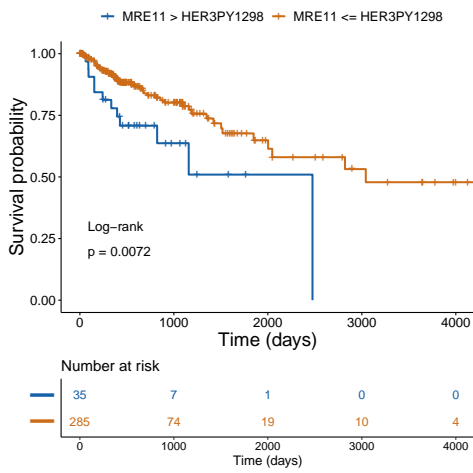 MRE11 > HER3PY1298 MRE11 <= HER3PY1298
1.00
0.75
0.50
0.25
0.00
Survival probability
Log−rank
p = 0.0072
0 1000 2000 3000 4000
Time (days)
Number at risk
35 7 1 0 0
285 74 19 10 4
0 1000 2000 3000 4000
Time (days)